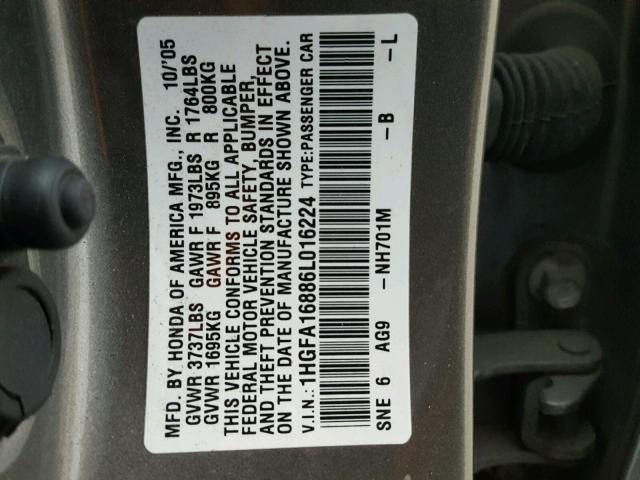 MFD. BY HONDA OF AMERICA MFG., INC. 10/'05
GVWR 3737LBS GAWR F 1973LBS R 1764LBS
GVWR 1695KG GAWR F 895KG R 800KG
THIS VEHICLE CONFORMS TO ALL APPLICABLE
FEDERAL MOTOR VEHICLE SAFETY, BUMPER,
AND THEFT PREVENTION STANDARDS IN EFFECT
ON THE DATE OF MANUFACTURE SHOWN ABOVE.
V.I.N.: 1HGFA16886L016224 TYPE: PASSENGER CAR
SNE 6 AG9 -NH701M -B -L